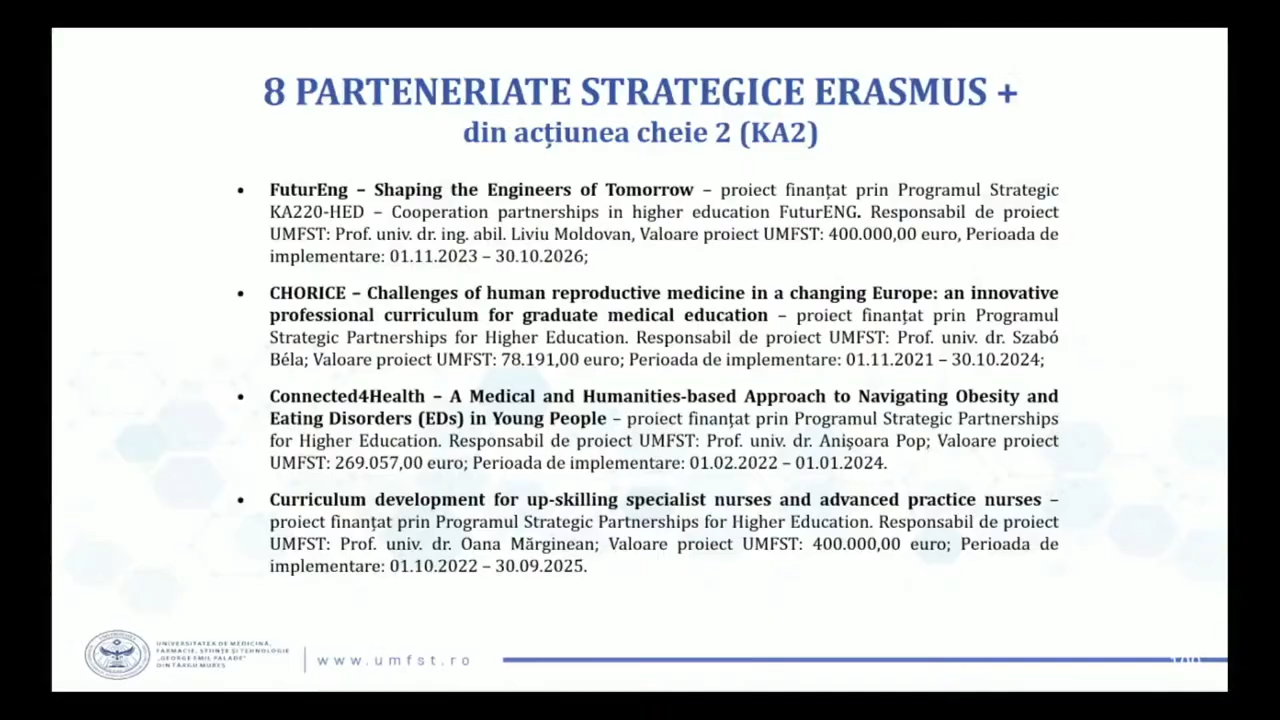 8 PARTENERIATE STRATEGICE ERASMUS +
din acțiunea cheie 2 (KA2)
• FuturEng – Shaping the Engineers of Tomorrow – proiect finanțat prin Programul Strategic
KA220-HED – Cooperation partnerships in higher education FuturENG. Responsabil de proiect
UMFST: Prof. univ. dr. ing. abil. Liviu Moldovan, Valoare proiect UMFST: 400.000,00 euro, Perioada de
implementare: 01.11.2023 – 30.10.2026;
• CHORICE – Challenges of human reproductive medicine in a changing Europe: an innovative
professional curriculum for graduate medical education – proiect finanțat prin Programul
Strategic Partnerships for Higher Education. Responsabil de proiect UMFST: Prof. univ. dr. Szabó
Béla; Valoare proiect UMFST: 78.191,00 euro; Perioada de implementare: 01.11.2021 – 30.10.2024;
• Connected4Health – A Medical and Humanities-based Approach to Navigating Obesity and
Eating Disorders (EDs) in Young People – proiect finanțat prin Programul Strategic Partnerships
for Higher Education. Responsabil de proiect UMFST: Prof. univ. dr. Anișoara Pop; Valoare proiect
UMFST: 269.057,00 euro; Perioada de implementare: 01.02.2022 – 01.01.2024.
• Curriculum development for up-skilling specialist nurses and advanced practice nurses –
proiect finanțat prin Programul Strategic Partnerships for Higher Education. Responsabil de proiect
UMFST: Prof. univ. dr. Oana Mărginean; Valoare proiect UMFST: 400.000,00 euro; Perioada de
implementare: 01.10.2022 – 30.09.2025.
UNIVERSITATEA DE MEDICINĂ,
FARMACIE, ȘTIINȚE ȘI TEHNOLOGIE
„GEORGE EMIL PALADE”
DIN TÂRGU MUREȘ
www.umfst.ro